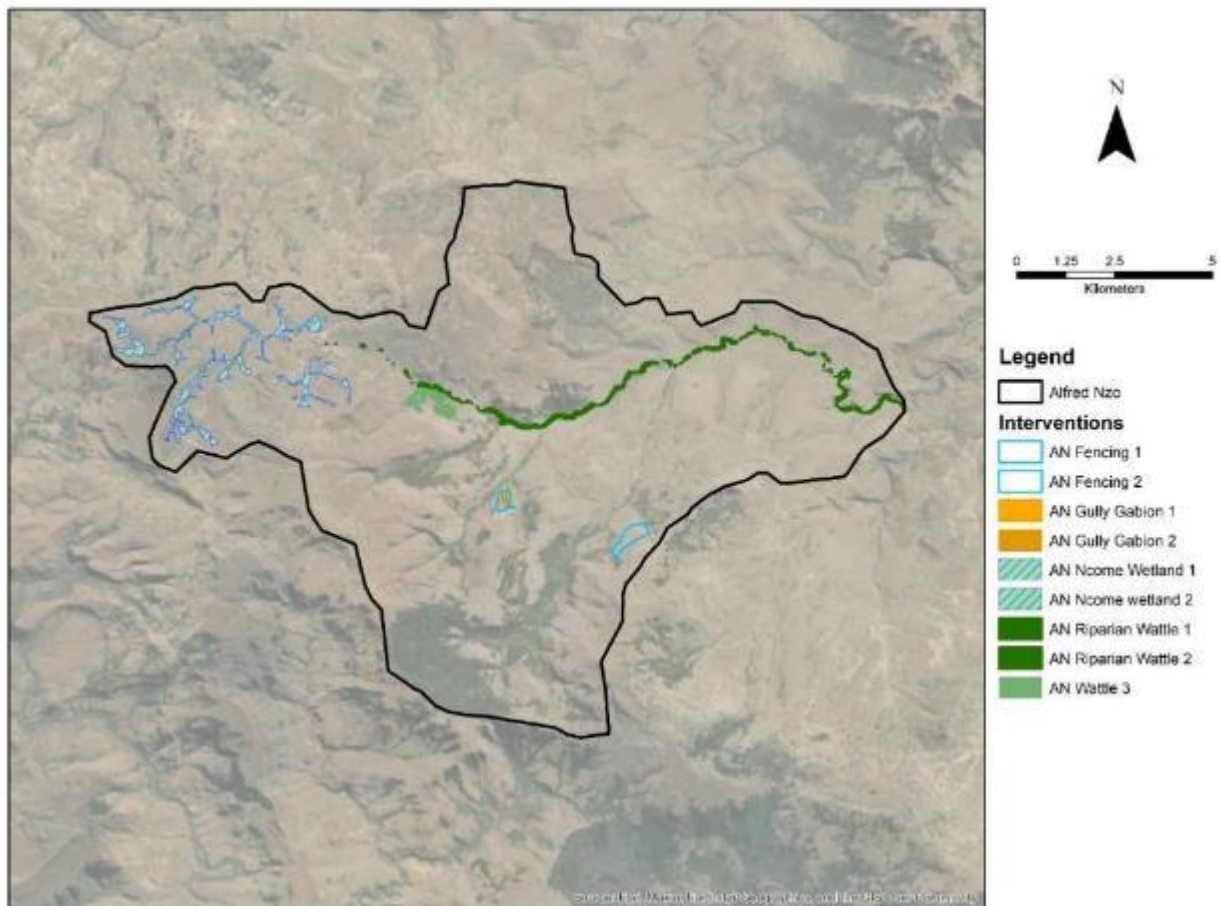 N
0 1.25 2.5 5
Kilometers
Legend
Alfred Nzo
Interventions
AN Fencing 1
AN Fencing 2
AN Gully Gabion 1
AN Gully Gabion 2
AN Ncome Wetland 1
AN Ncome wetland 2
AN Riparian Wattle 1
AN Riparian Wattle 2
AN Wattle 3